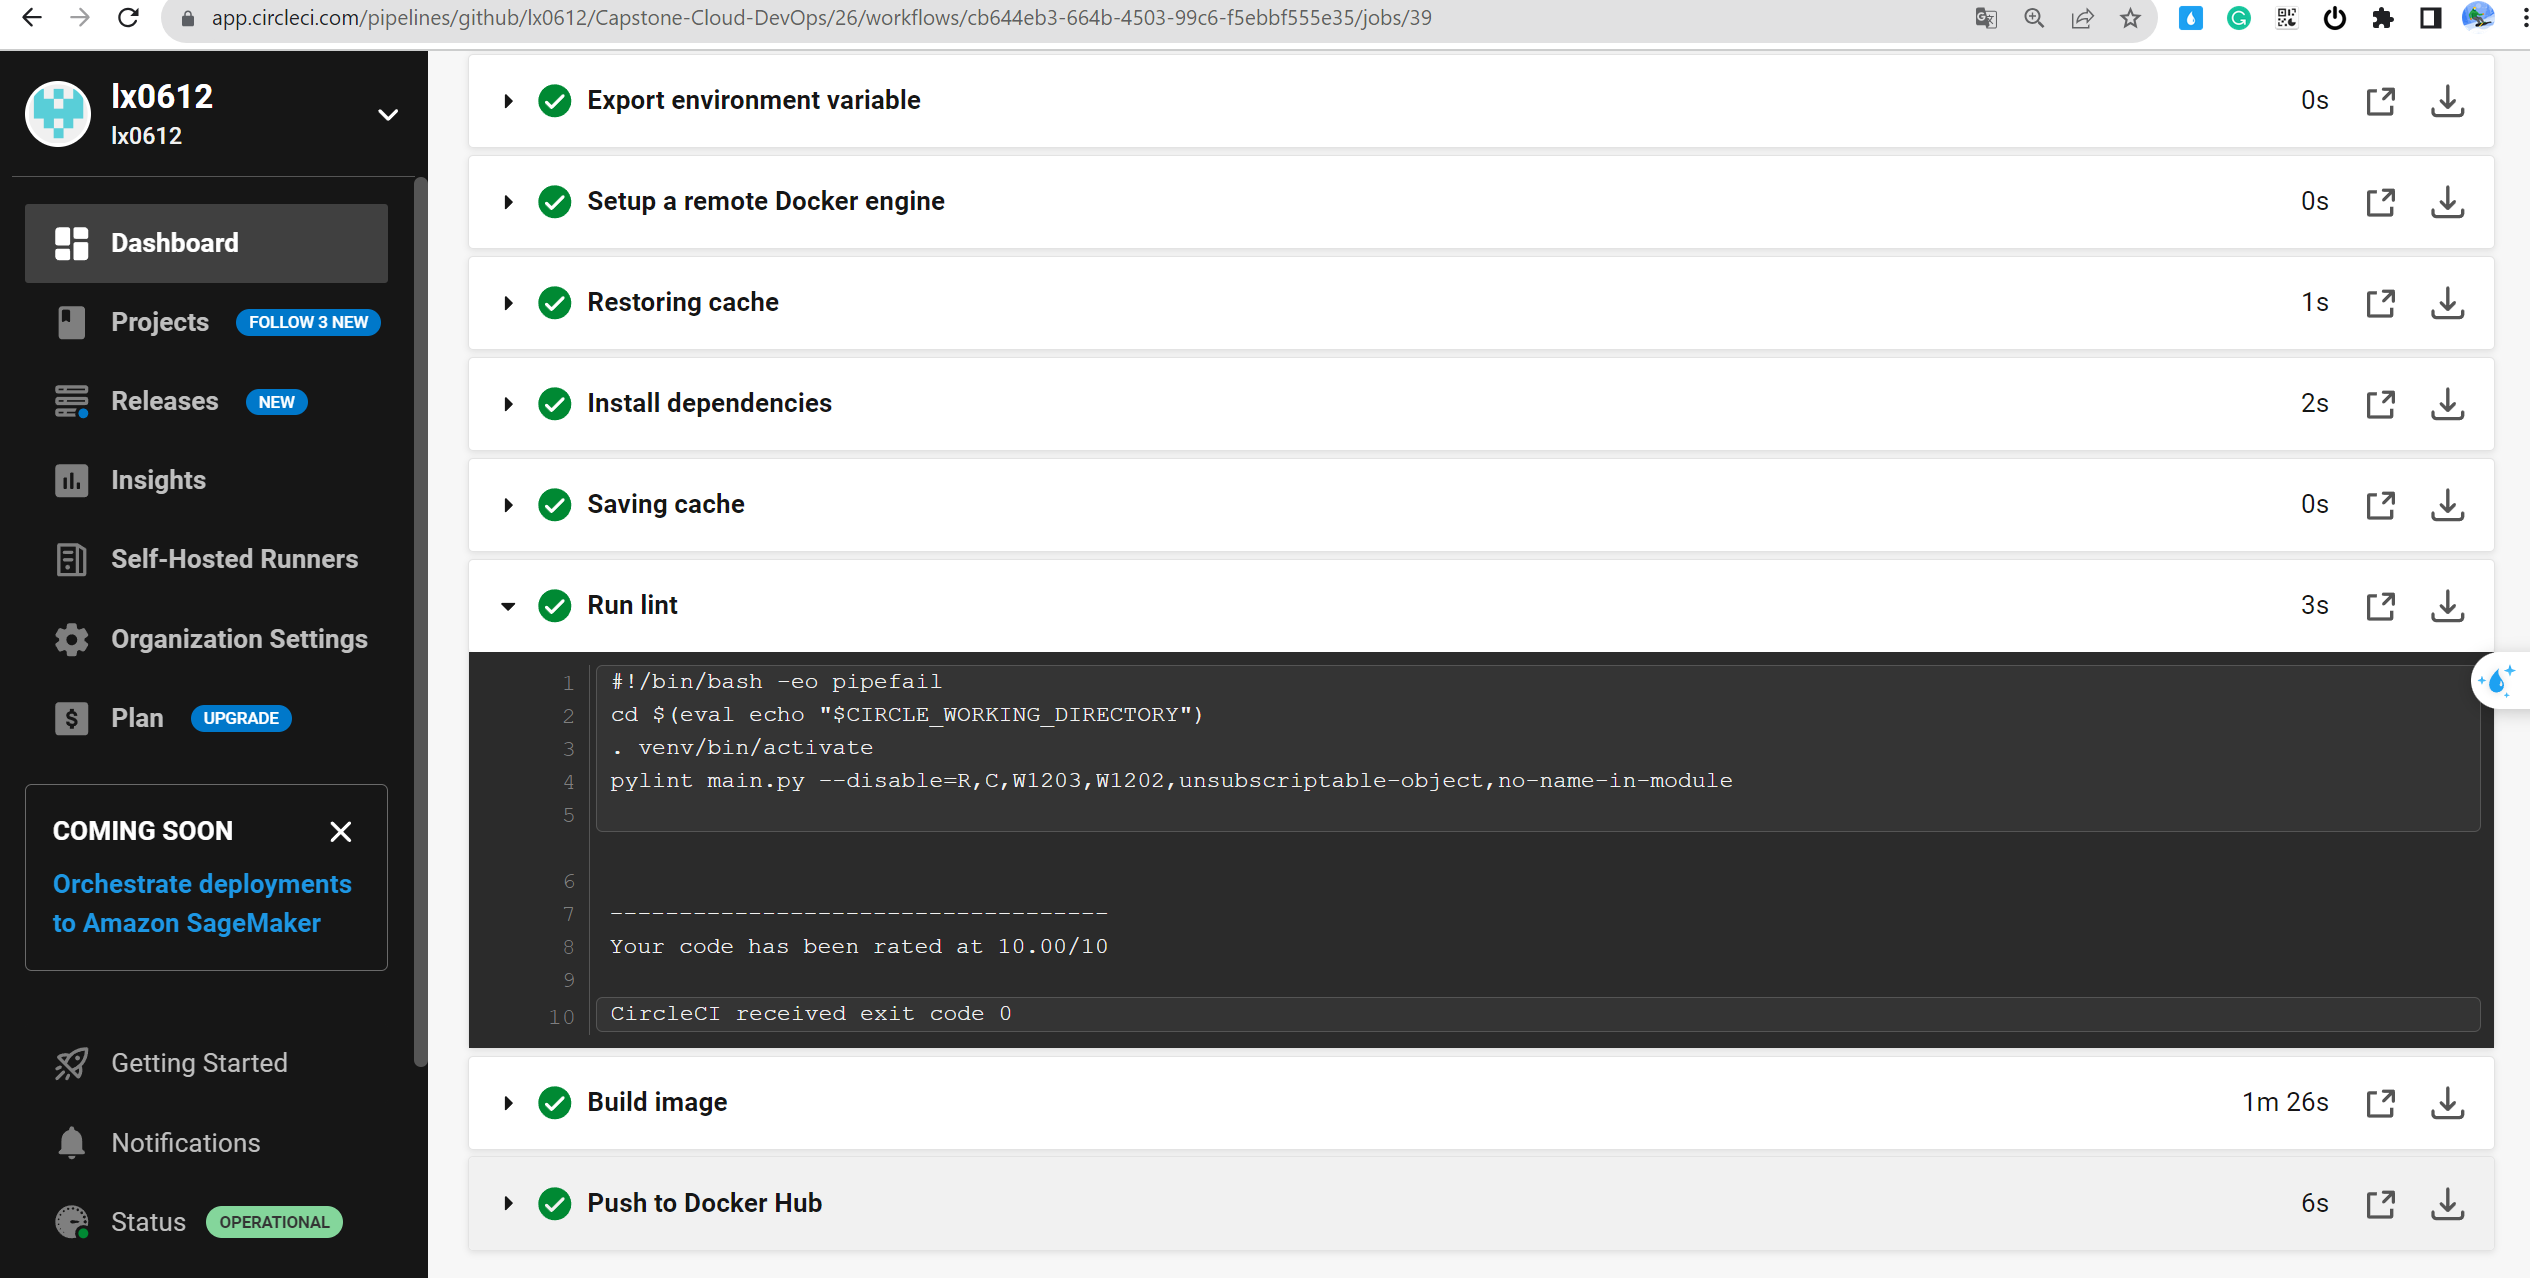 app.circleci.com/pipelines/github/lx0612/Capstone-Cloud-DevOps/26/workflows/cb644eb3-664b-4503-99c6-f5ebbf555e35/jobs/39
lx0612
lx0612
Dashboard
Projects FOLLOW 3 NEW
Releases NEW
Insights
Self-Hosted Runners
Organization Settings
Plan UPGRADE
COMING SOON
Orchestrate deployments
to Amazon SageMaker
Getting Started
Notifications
Status OPERATIONAL
Export environment variable 0s
Setup a remote Docker engine 0s
Restoring cache 1s
Install dependencies 2s
Saving cache 0s
Run lint 3s
1 #!/bin/bash -eo pipefail
2 cd $(eval echo "$CIRCLE_WORKING_DIRECTORY")
3 . venv/bin/activate
4 pylint main.py --disable=R,C,W1203,W1202,unsubscriptable-object,no-name-in-module
5
6
7 ------------------------------------
8 Your code has been rated at 10.00/10
9
10 CircleCI received exit code 0
Build image 1m 26s
Push to Docker Hub 6s